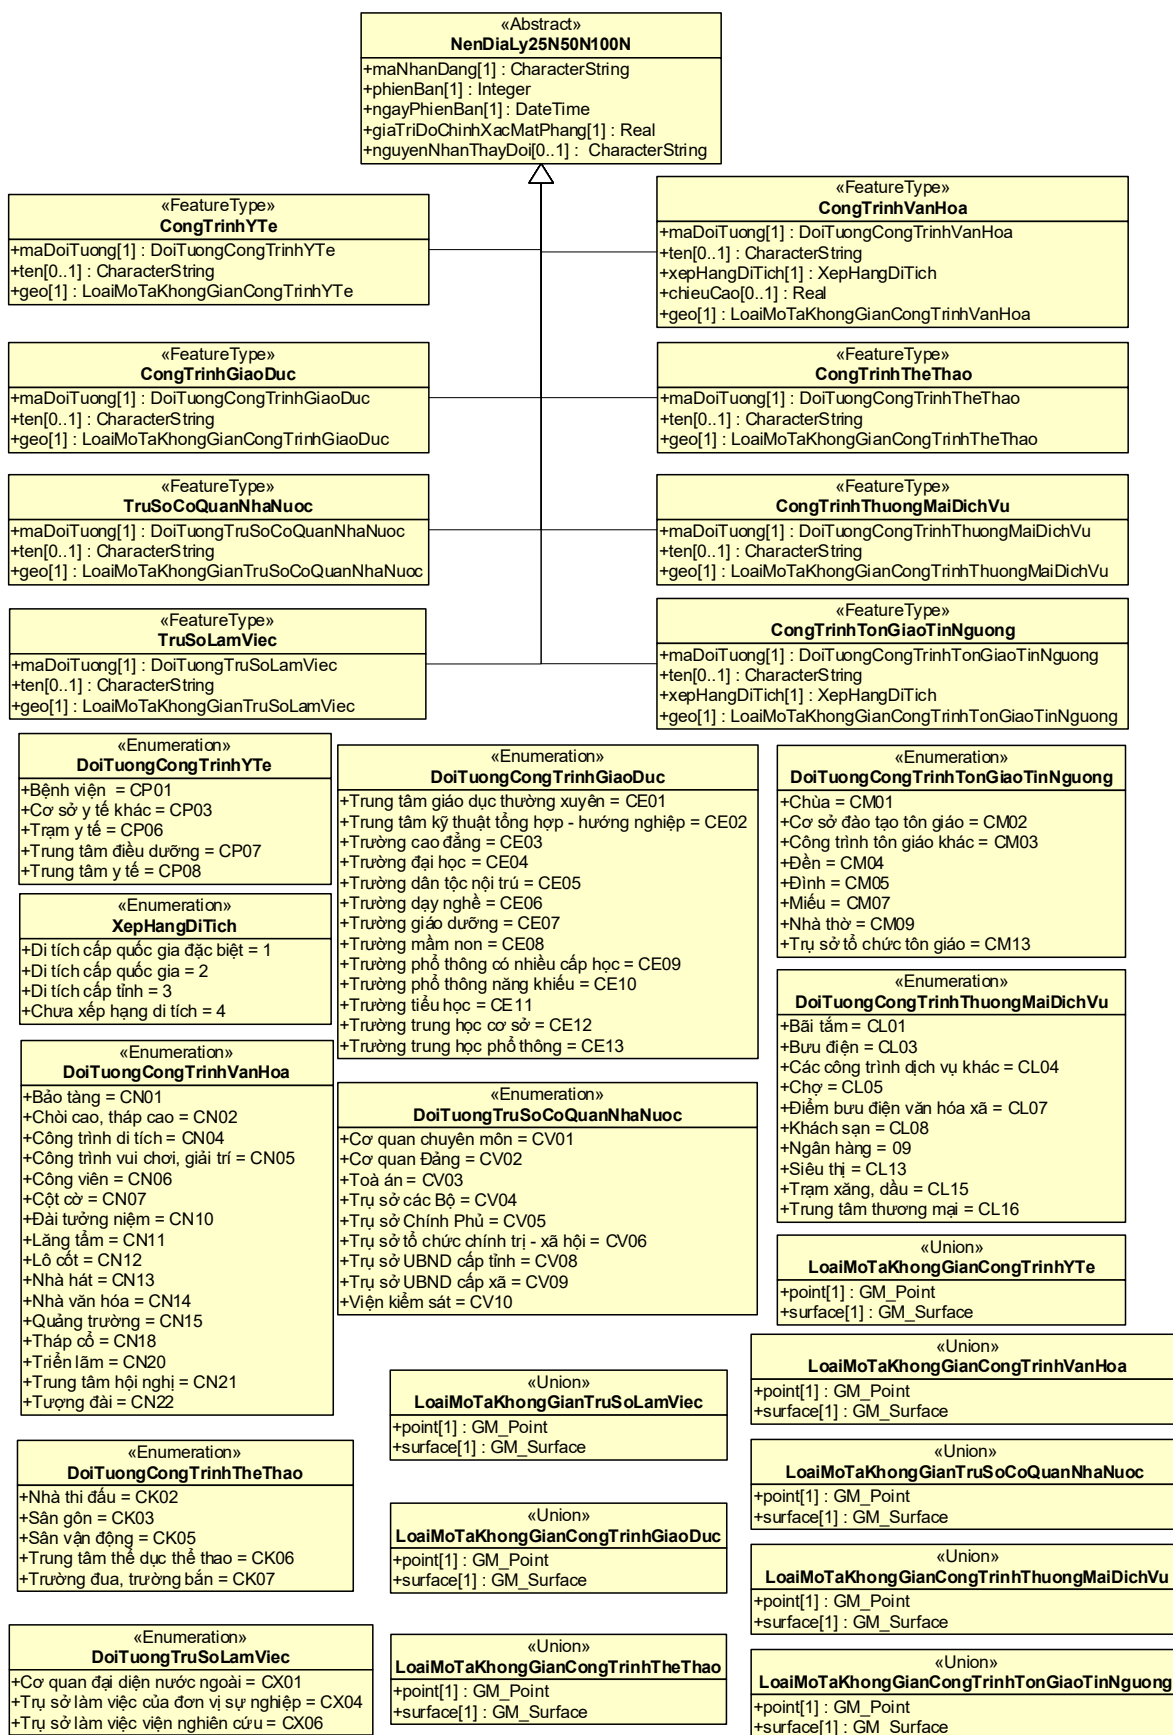 «Abstract»
NenDiaLy25N50N100N
+maNhanDang[1] : CharacterString
+phienBan[1] : Integer
+ngayPhienBan[1] : DateTime
+giaTriDoChinhXacMatPhang[1] : Real
+nguyenNhanThayDoi[0..1] : CharacterString
«FeatureType»
CongTrinhYTe
+maDoiTuong[1] : DoiTuongCongTrinhYTe
+ten[0..1] : CharacterString
+geo[1] : LoaiMoTaKhongGianCongTrinhYTe
«FeatureType»
CongTrinhVanHoa
+maDoiTuong[1] : DoiTuongCongTrinhVanHoa
+ten[0..1] : CharacterString
+xepHangDiTich[1] : XepHangDiTich
+chieuCao[0..1] : Real
+geo[1] : LoaiMoTaKhongGianCongTrinhVanHoa
«FeatureType»
CongTrinhGiaoDuc
+maDoiTuong[1] : DoiTuongCongTrinhGiaoDuc
+ten[0..1] : CharacterString
+geo[1] : LoaiMoTaKhongGianCongTrinhGiaoDuc
«FeatureType»
CongTrinhTheThao
+maDoiTuong[1] : DoiTuongCongTrinhTheThao
+ten[0..1] : CharacterString
+geo[1] : LoaiMoTaKhongGianCongTrinhTheThao
«FeatureType»
TruSoCoQuanNhaNuoc
+maDoiTuong[1] : DoiTuongTruSoCoQuanNhaNuoc
+ten[0..1] : CharacterString
+geo[1] : LoaiMoTaKhongGianTruSoCoQuanNhaNuoc
«FeatureType»
CongTrinhThuongMaiDichVu
+maDoiTuong[1] : DoiTuongCongTrinhThuongMaiDichVu
+ten[0..1] : CharacterString
+geo[1] : LoaiMoTaKhongGianCongTrinhThuongMaiDichVu
«FeatureType»
TruSoLamViec
+maDoiTuong[1] : DoiTuongTruSoLamViec
+ten[0..1] : CharacterString
+geo[1] : LoaiMoTaKhongGianTruSoLamViec
«FeatureType»
CongTrinhTonGiaoTinNguong
+maDoiTuong[1] : DoiTuongCongTrinhTonGiaoTinNguong
+ten[0..1] : CharacterString
+xepHangDiTich[1] : XepHangDiTich
+geo[1] : LoaiMoTaKhongGianCongTrinhTonGiaoTinNguong
«Enumeration»
DoiTuongCongTrinhYTe
+Bệnh viện = CP01
+Cơ sở y tế khác = CP03
+Trạm y tế = CP06
+Trung tâm điều dưỡng = CP07
+Trung tâm y tế = CP08
«Enumeration»
XepHangDiTich
+Di tích cấp quốc gia đặc biệt = 1
+Di tích cấp quốc gia = 2
+Di tích cấp tỉnh = 3
+Chưa xếp hạng di tích = 4
«Enumeration»
DoiTuongCongTrinhVanHoa
+Bảo tàng = CN01
+Chòi cao, tháp cao = CN02
+Công trình di tích = CN04
+Công trình vui chơi, giải trí = CN05
+Công viên = CN06
+Cột cờ = CN07
+Đài tưởng niệm = CN10
+Lăng tẩm = CN11
+Lô cốt = CN12
+Nhà hát = CN13
+Nhà văn hóa = CN14
+Quảng trường = CN15
+Tháp cổ = CN18
+Triển lãm = CN20
+Trung tâm hội nghị = CN21
+Tượng đài = CN22
«Enumeration»
DoiTuongCongTrinhTheThao
+Nhà thi đấu = CK02
+Sân gôn = CK03
+Sân vận động = CK05
+Trung tâm thể dục thể thao = CK06
+Trường đua, trường bắn = CK07
«Enumeration»
DoiTuongTruSoLamViec
+Cơ quan đại diện nước ngoài = CX01
+Trụ sở làm việc của đơn vị sự nghiệp = CX04
+Trụ sở làm việc viện nghiên cứu = CX06
«Enumeration»
DoiTuongCongTrinhGiaoDuc
+Trung tâm giáo dục thường xuyên = CE01
+Trung tâm kỹ thuật tổng hợp - hướng nghiệp = CE02
+Trường cao đẳng = CE03
+Trường đại học = CE04
+Trường dân tộc nội trú = CE05
+Trường dạy nghề = CE06
+Trường giáo dưỡng = CE07
+Trường mầm non = CE08
+Trường phổ thông có nhiều cấp học = CE09
+Trường phổ thông năng khiếu = CE10
+Trường tiểu học = CE11
+Trường trung học cơ sở = CE12
+Trường trung học phổ thông = CE13
«Enumeration»
DoiTuongTruSoCoQuanNhaNuoc
+Cơ quan chuyên môn = CV01
+Cơ quan Đảng = CV02
+Toà án = CV03
+Trụ sở các Bộ = CV04
+Trụ sở Chính Phủ = CV05
+Trụ sở tổ chức chính trị - xã hội = CV06
+Trụ sở UBND cấp tỉnh = CV08
+Trụ sở UBND cấp xã = CV09
+Viện kiểm sát = CV10
«Union»
LoaiMoTaKhongGianTruSoLamViec
+point[1] : GM_Point
+surface[1] : GM_Surface
«Union»
LoaiMoTaKhongGianCongTrinhGiaoDuc
+point[1] : GM_Point
+surface[1] : GM_Surface
«Union»
LoaiMoTaKhongGianCongTrinhTheThao
+point[1] : GM_Point
+surface[1] : GM_Surface
«Enumeration»
DoiTuongCongTrinhTonGiaoTinNguong
+Chùa = CM01
+Cơ sở đào tạo tôn giáo = CM02
+Công trình tôn giáo khác = CM03
+Đền = CM04
+Đình = CM05
+Miếu = CM07
+Nhà thờ = CM09
+Trụ sở tổ chức tôn giáo = CM13
«Enumeration»
DoiTuongCongTrinhThuongMaiDichVu
+Bãi tắm = CL01
+Bưu điện = CL03
+Các công trình dịch vụ khác = CL04
+Chợ = CL05
+Điểm bưu điện văn hóa xã = CL07
+Khách sạn = CL08
+Ngân hàng = 09
+Siêu thị = CL13
+Trạm xăng, dầu = CL15
+Trung tâm thương mại = CL16
«Union»
LoaiMoTaKhongGianCongTrinhYTe
+point[1] : GM_Point
+surface[1] : GM_Surface
«Union»
LoaiMoTaKhongGianCongTrinhVanHoa
+point[1] : GM_Point
+surface[1] : GM_Surface
«Union»
LoaiMoTaKhongGianTruSoCoQuanNhaNuoc
+point[1] : GM_Point
+surface[1] : GM_Surface
«Union»
LoaiMoTaKhongGianCongTrinhThuongMaiDichVu
+point[1] : GM_Point
+surface[1] : GM_Surface
«Union»
LoaiMoTaKhongGianCongTrinhTonGiaoTinNguong
+point[1] : GM_Point
+surface[1] : GM_Surface